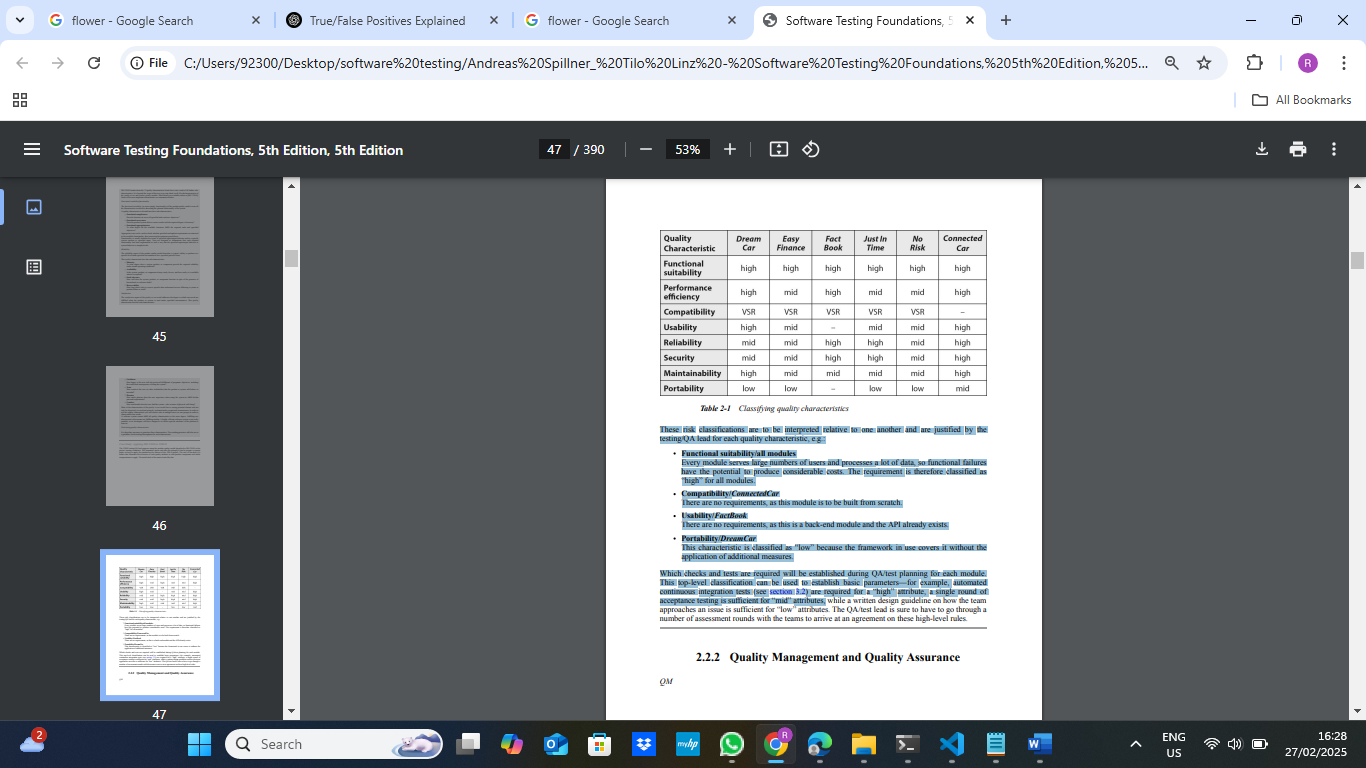 flower - Google Search
True/False Positives Explained
flower - Google Search
Software Testing Foundations, 5
File
C:/Users/92300/Desktop/software%20testing/Andreas%20Spillner_%20Tilo%20Linz%20-%20Software%20Testing%20Foundations,%205th%20Edition,%205...
R
All Bookmarks
Software Testing Foundations, 5th Edition, 5th Edition
47 / 390
53%
45
46
47
Quality Characteristic Dream Car Easy Finance Fact Book Just In Time No Risk Connected Car
Functional suitability high high high high high high
Performance efficiency high mid high mid mid high
Compatibility VSR VSR VSR VSR VSR –
Usability high mid – mid mid high
Reliability mid mid high high mid high
Security mid mid high high mid high
Maintainability high mid mid mid mid high
Portability low low – low low mid
Table 2-1 Classifying quality characteristics
These risk classifications are to be interpreted relative to one another and are justified by the
testing/QA lead for each quality characteristic, e.g.:
• Functional suitability/all modules
Every module serves large numbers of users and processes a lot of data, so functional failures
have the potential to produce considerable costs. The requirement is therefore classified as
"high" for all modules.
• Compatibility/ConnectedCar
There are no requirements, as this module is to be built from scratch.
• Usability/FactBook
There are no requirements, as this is a back-end module and the API already exists.
• Portability/DreamCar
This characteristic is classified as "low" because the framework in use covers it without the
application of additional measures.
Which checks and tests are required will be established during QA/test planning for each module.
This top-level classification can be used to establish basic parameters—for example, automated
continuous integration tests (see section 3.2) are required for a "high" attribute, a single round of
acceptance testing is sufficient for "mid" attributes, while a written design guideline on how the team
approaches an issue is sufficient for "low" attributes. The QA/test lead is sure to have to go through a
number of assessment rounds with the teams to arrive at an agreement on these high-level rules.
2.2.2 Quality Management and Quality Assurance
QM
2
Search
myhp
R
ENG
US
16:28
27/02/2025